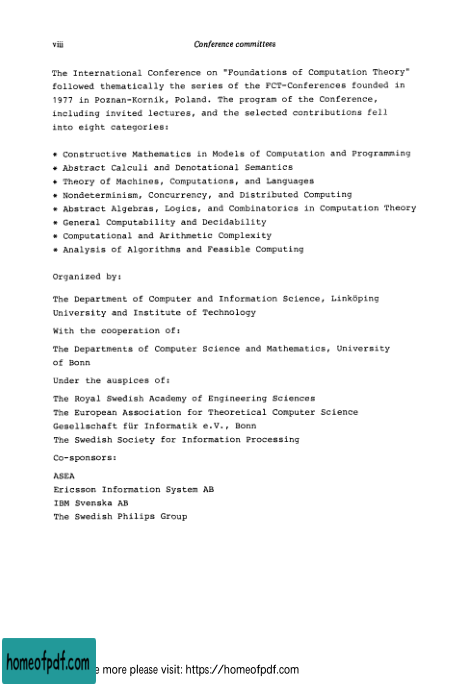 viii
Conference committees
The International Conference on "Foundations of Computation Theory"
followed thematically the series of the FCT-Conferences founded in
1977 in Poznan-Kornik, Poland. The program of the Conference,
including invited lectures, and the selected contributions fell
into eight categories:
* Constructive Mathematics in Models of Computation and Programming
* Abstract Calculi and Denotational Semantics
* Theory of Machines, Computations, and Languages
* Nondeterminism, Concurrency, and Distributed Computing
* Abstract Algebras, Logics, and Combinatorics in Computation Theory
* General Computability and Decidability
* Computational and Arithmetic Complexity
* Analysis of Algorithms and Feasible Computing
Organized by:
The Department of Computer and Information Science, Linköping
University and Institute of Technology
With the cooperation of:
The Departments of Computer Science and Mathematics, University
of Bonn
Under the auspices of:
The Royal Swedish Academy of Engineering Sciences
The European Association for Theoretical Computer Science
Gesellschaft für Informatik e.V., Bonn
The Swedish Society for Information Processing
Co-sponsors:
ASEA
Ericsson Information System AB
IBM Svenska AB
The Swedish Philips Group
homeofpdf.com
e more please visit: https://homeofpdf.com